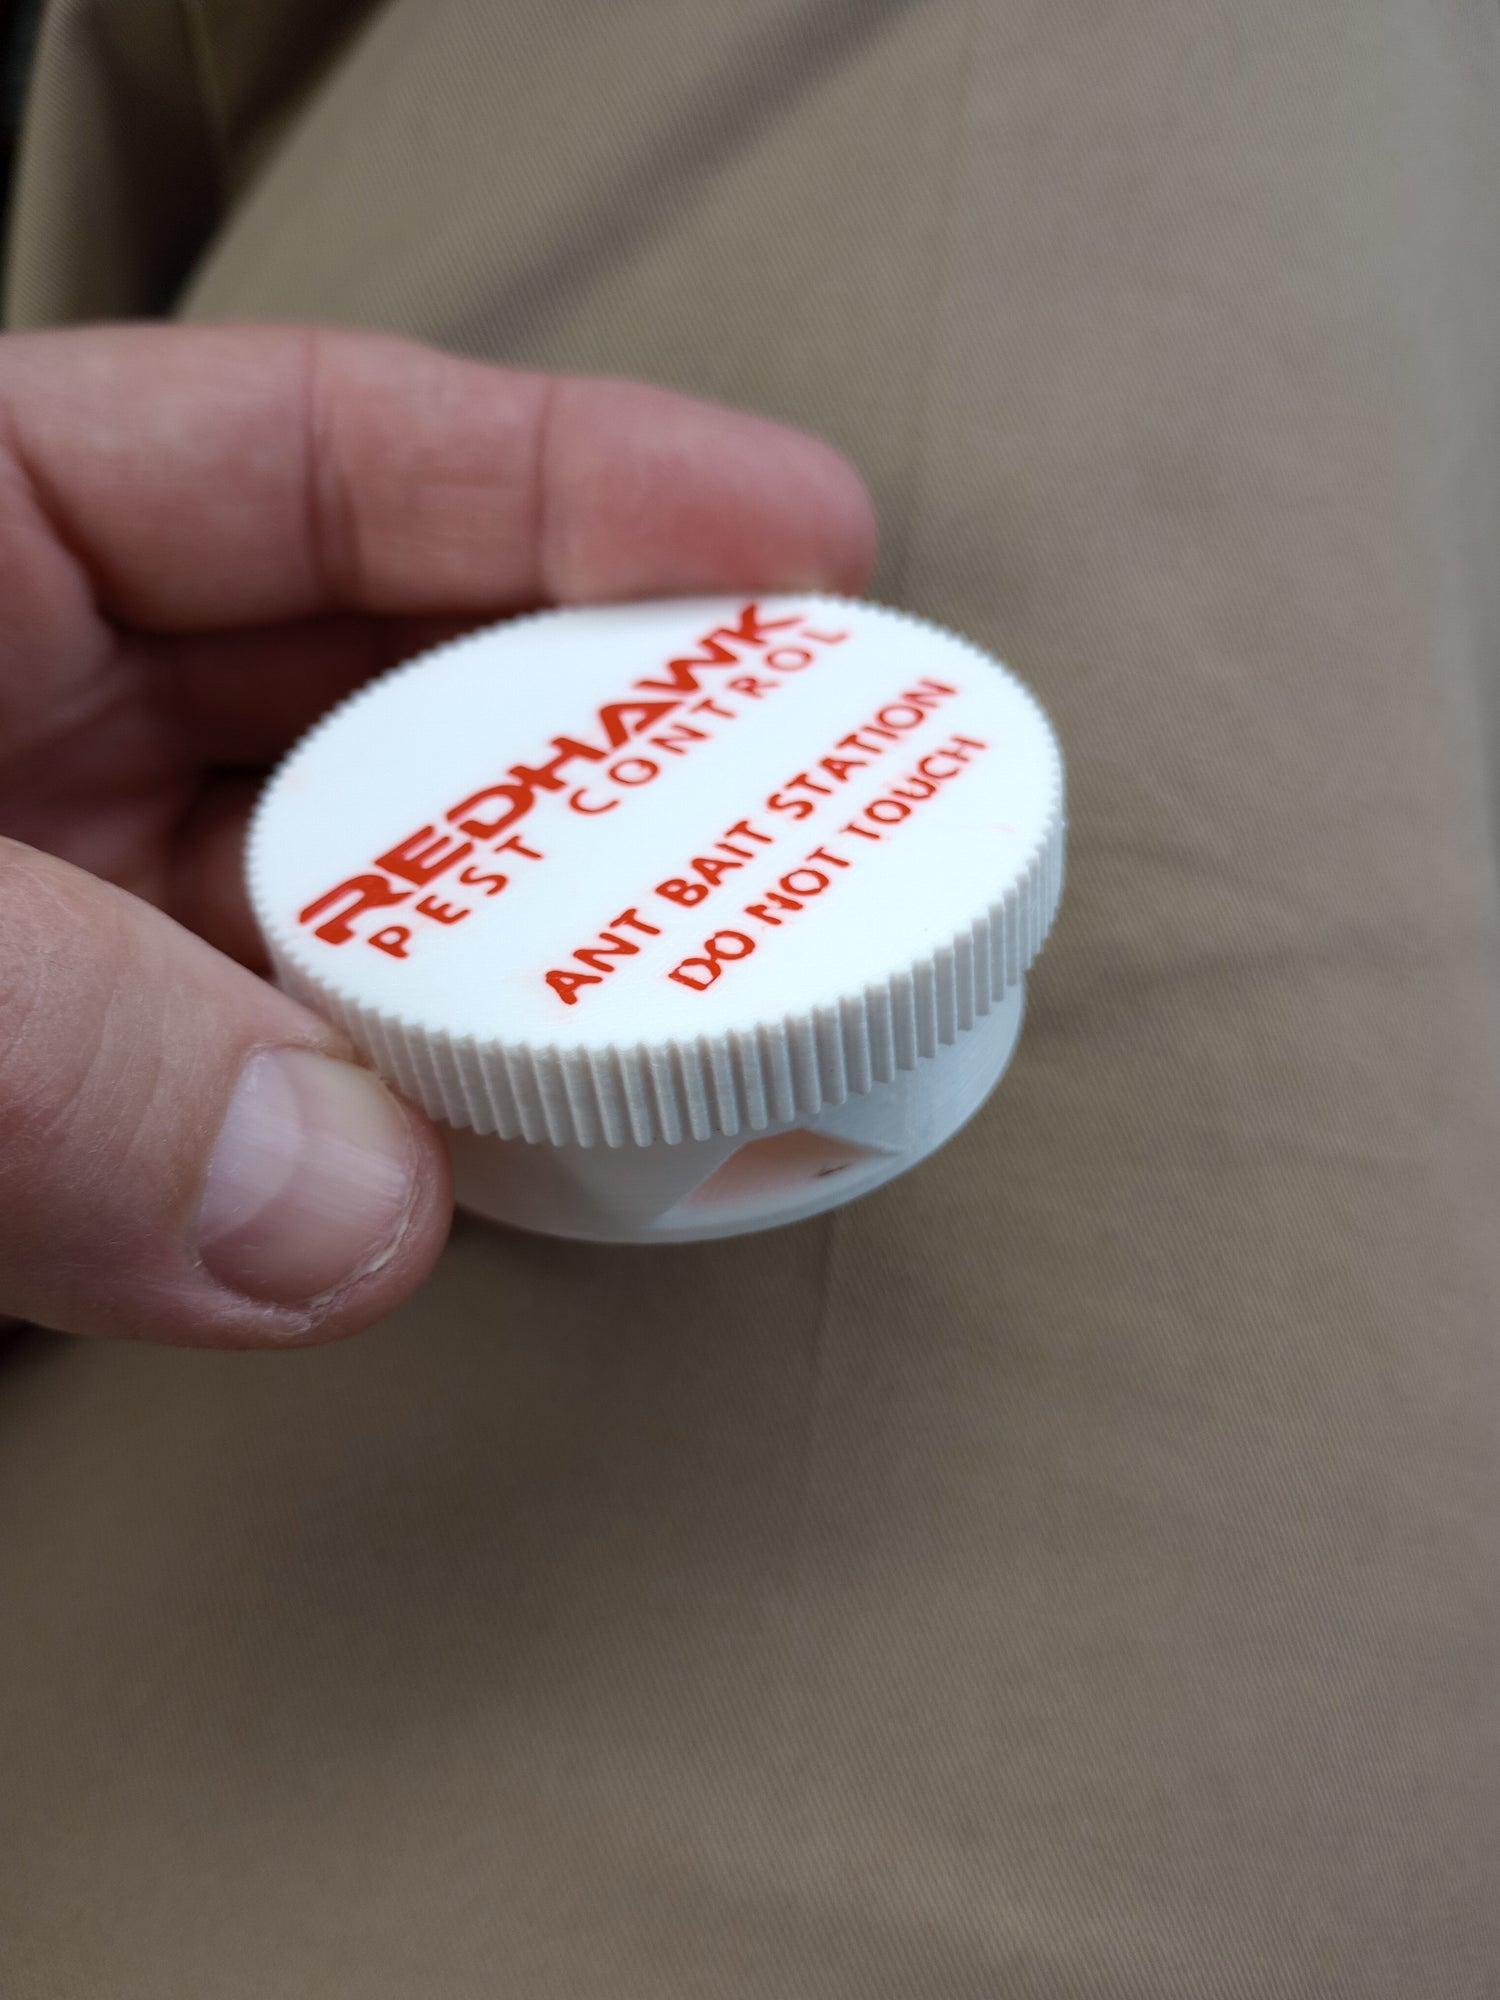 REDHAWK
PEST CONTROL
ANT BAIT STATION
DO NOT TOUCH